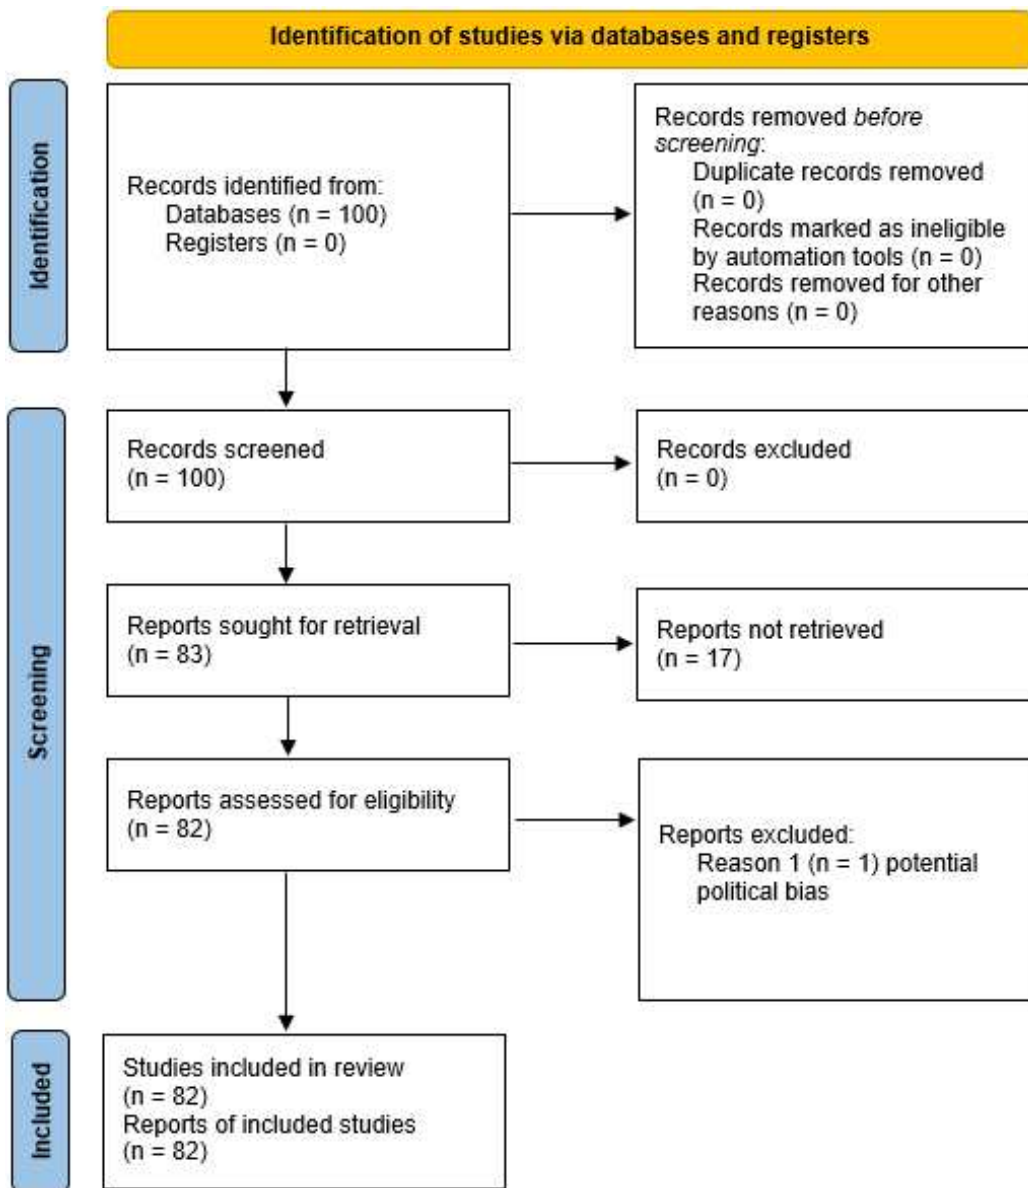 Identification of studies via databases and registers
Identification
Records identified from:
Databases (n = 100)
Registers (n = 0)
Records removed before
screening:
Duplicate records removed
(n = 0)
Records marked as ineligible
by automation tools (n = 0)
Records removed for other
reasons (n = 0)
Screening
Records screened
(n = 100)
Records excluded
(n = 0)
Reports sought for retrieval
(n = 83)
Reports not retrieved
(n = 17)
Reports assessed for eligibility
(n = 82)
Reports excluded:
Reason 1 (n = 1) potential
political bias
Included
Studies included in review
(n = 82)
Reports of included studies
(n = 82)